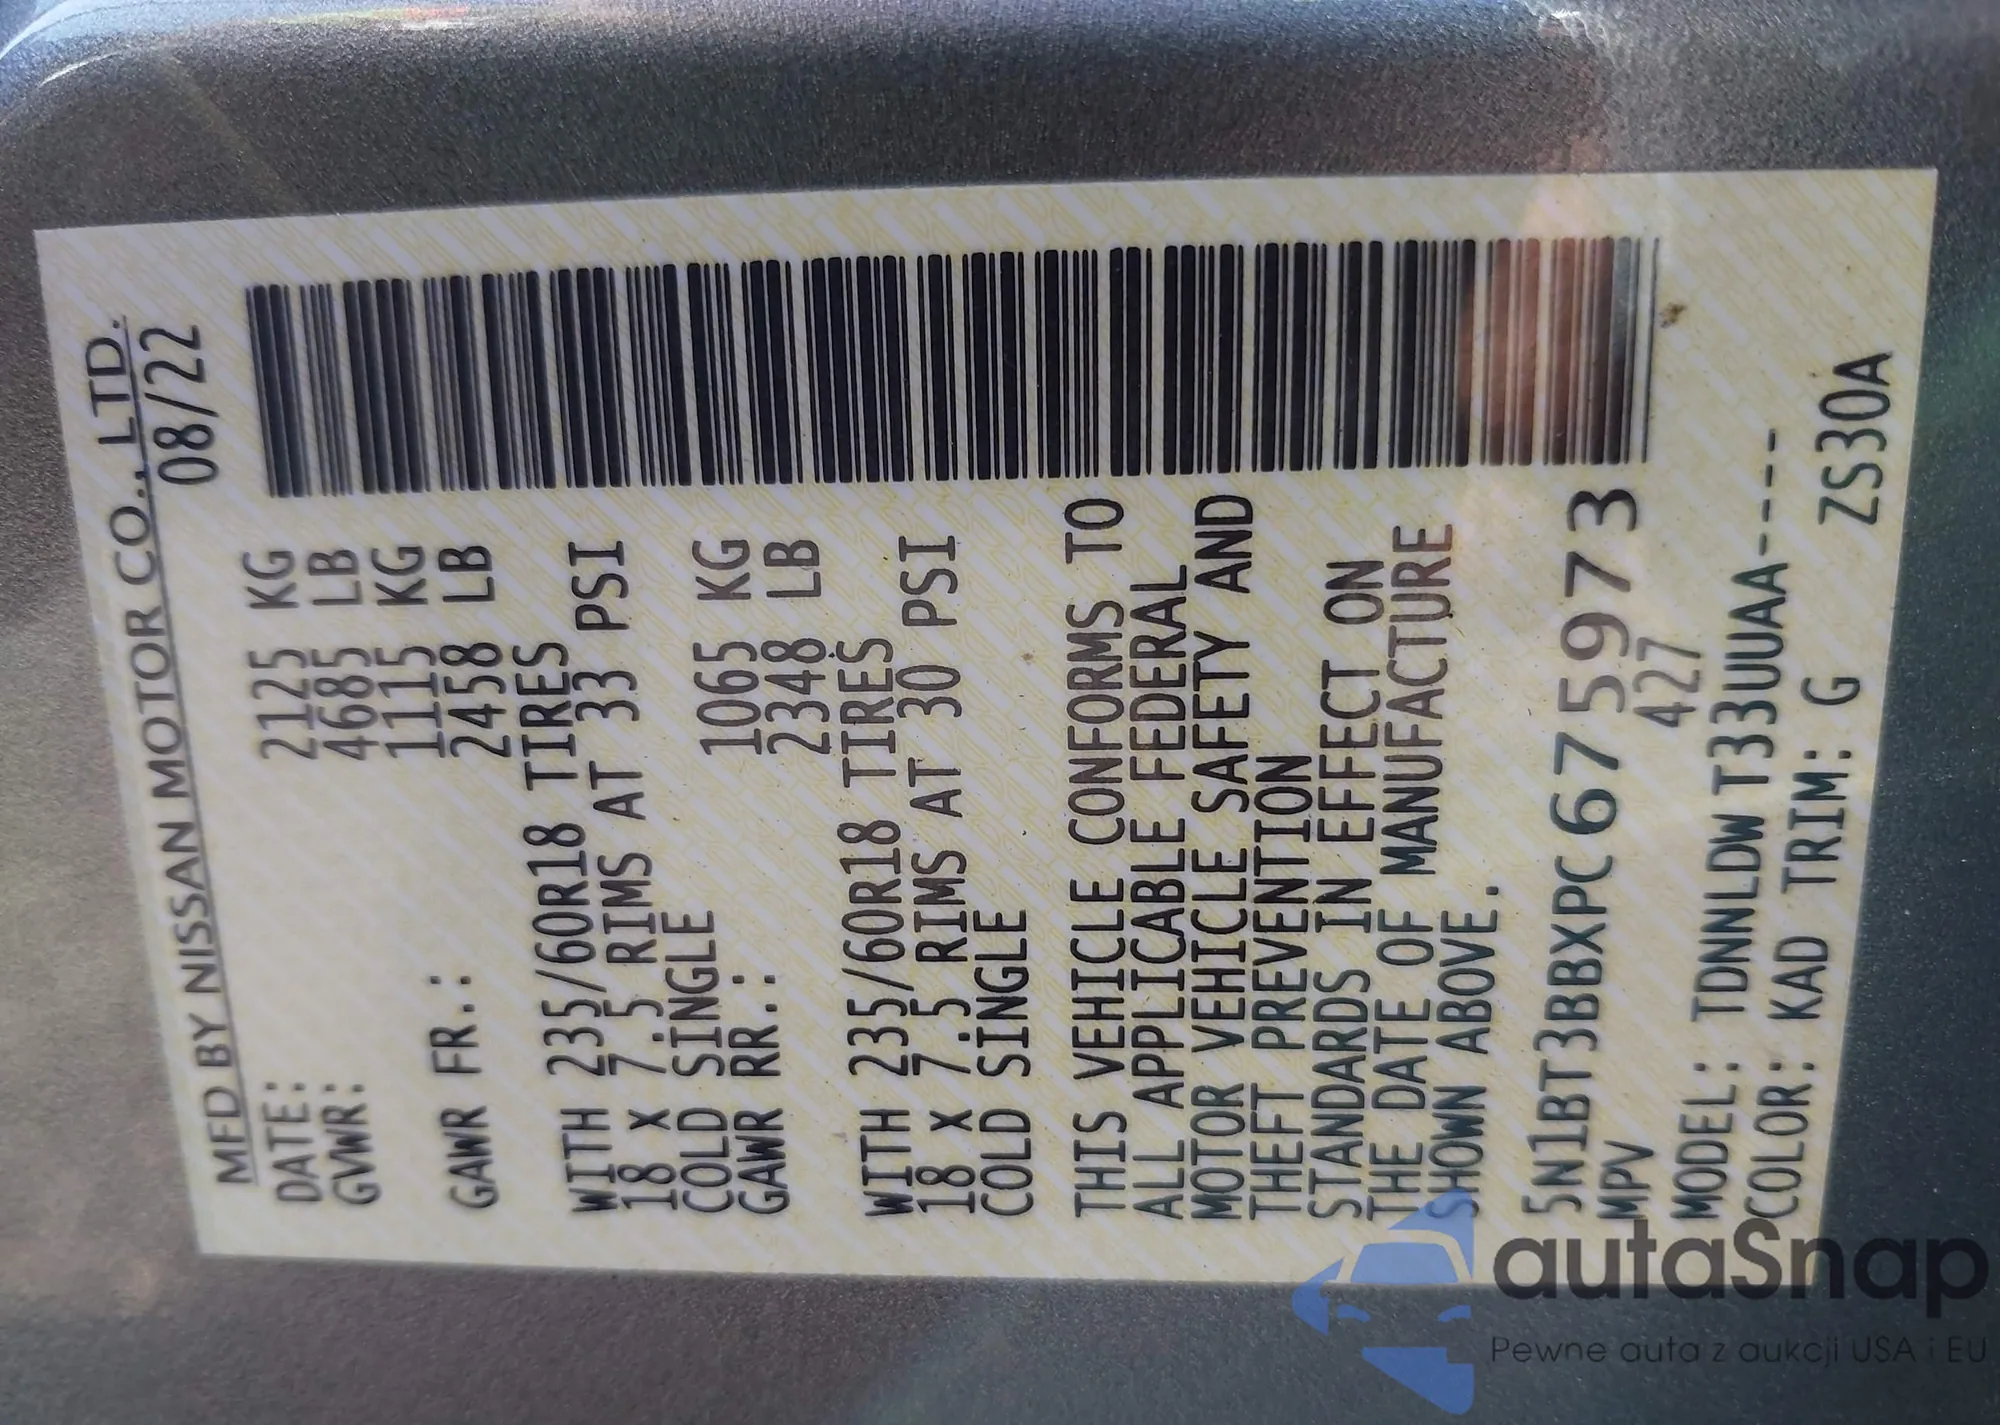 MFD BY NISSAN MOTOR CO., LTD.
DATE: 08/22
GVWR: 2125 KG
4685 LB
GAWR FR.: 1115 KG
2458 LB
WITH 235/60R18 TIRES
18 x 7.5 RIMS AT 33 PSI
COLD SINGLE
GAWR RR.: 1065 KG
2348 LB
WITH 235/60R18 TIRES
18 x 7.5 RIMS AT 30 PSI
COLD SINGLE
THIS VEHICLE CONFORMS TO
ALL APPLICABLE FEDERAL
MOTOR VEHICLE SAFETY AND
THEFT PREVENTION
STANDARDS IN EFFECT ON
THE DATE OF MANUFACTURE
SHOWN ABOVE.
5N1BT3BBXPC675973
MPV 427
MODEL: TDNNLDW T33UUAA----
COLOR: KAD TRIM: G ZS30A
autaSnap
Pewne auta z aukcji USA i EU